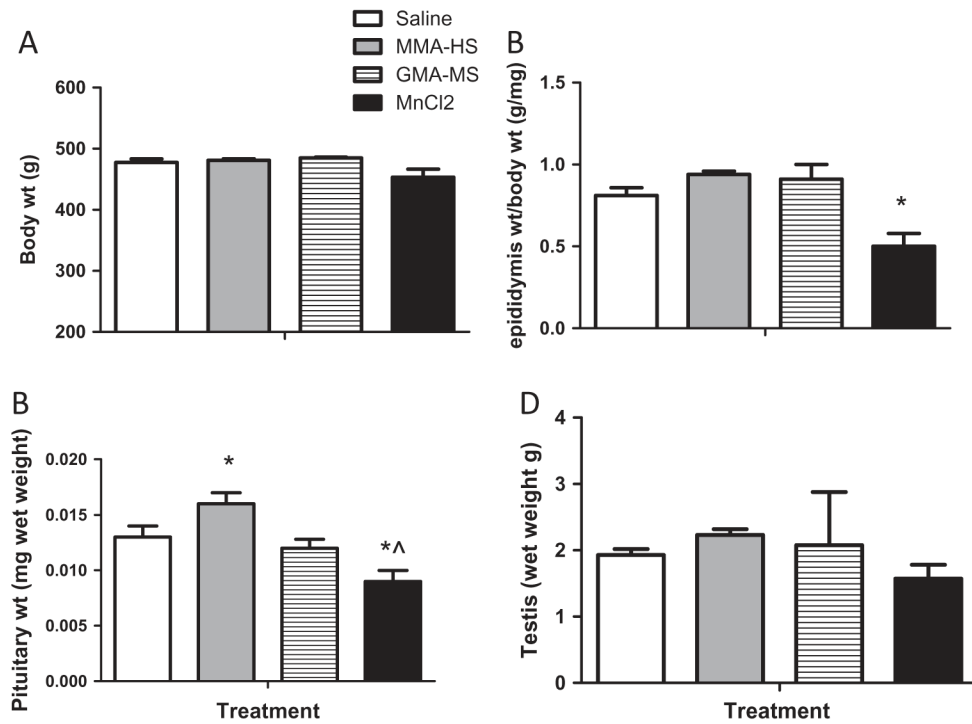 Saline
MMA-HS
GMA-MS
MnCl2
A
600
500
400
300
200
Body wt (g)
B
1.5
1.0
0.5
0.0
epididymis wt/body wt (g/mg)
*
B
0.020
0.015
0.010
0.005
0.000
Pituitary wt (mg wet weight)
*
*^
Treatment
D
4
3
2
1
0
Testis (wet weight g)
Treatment